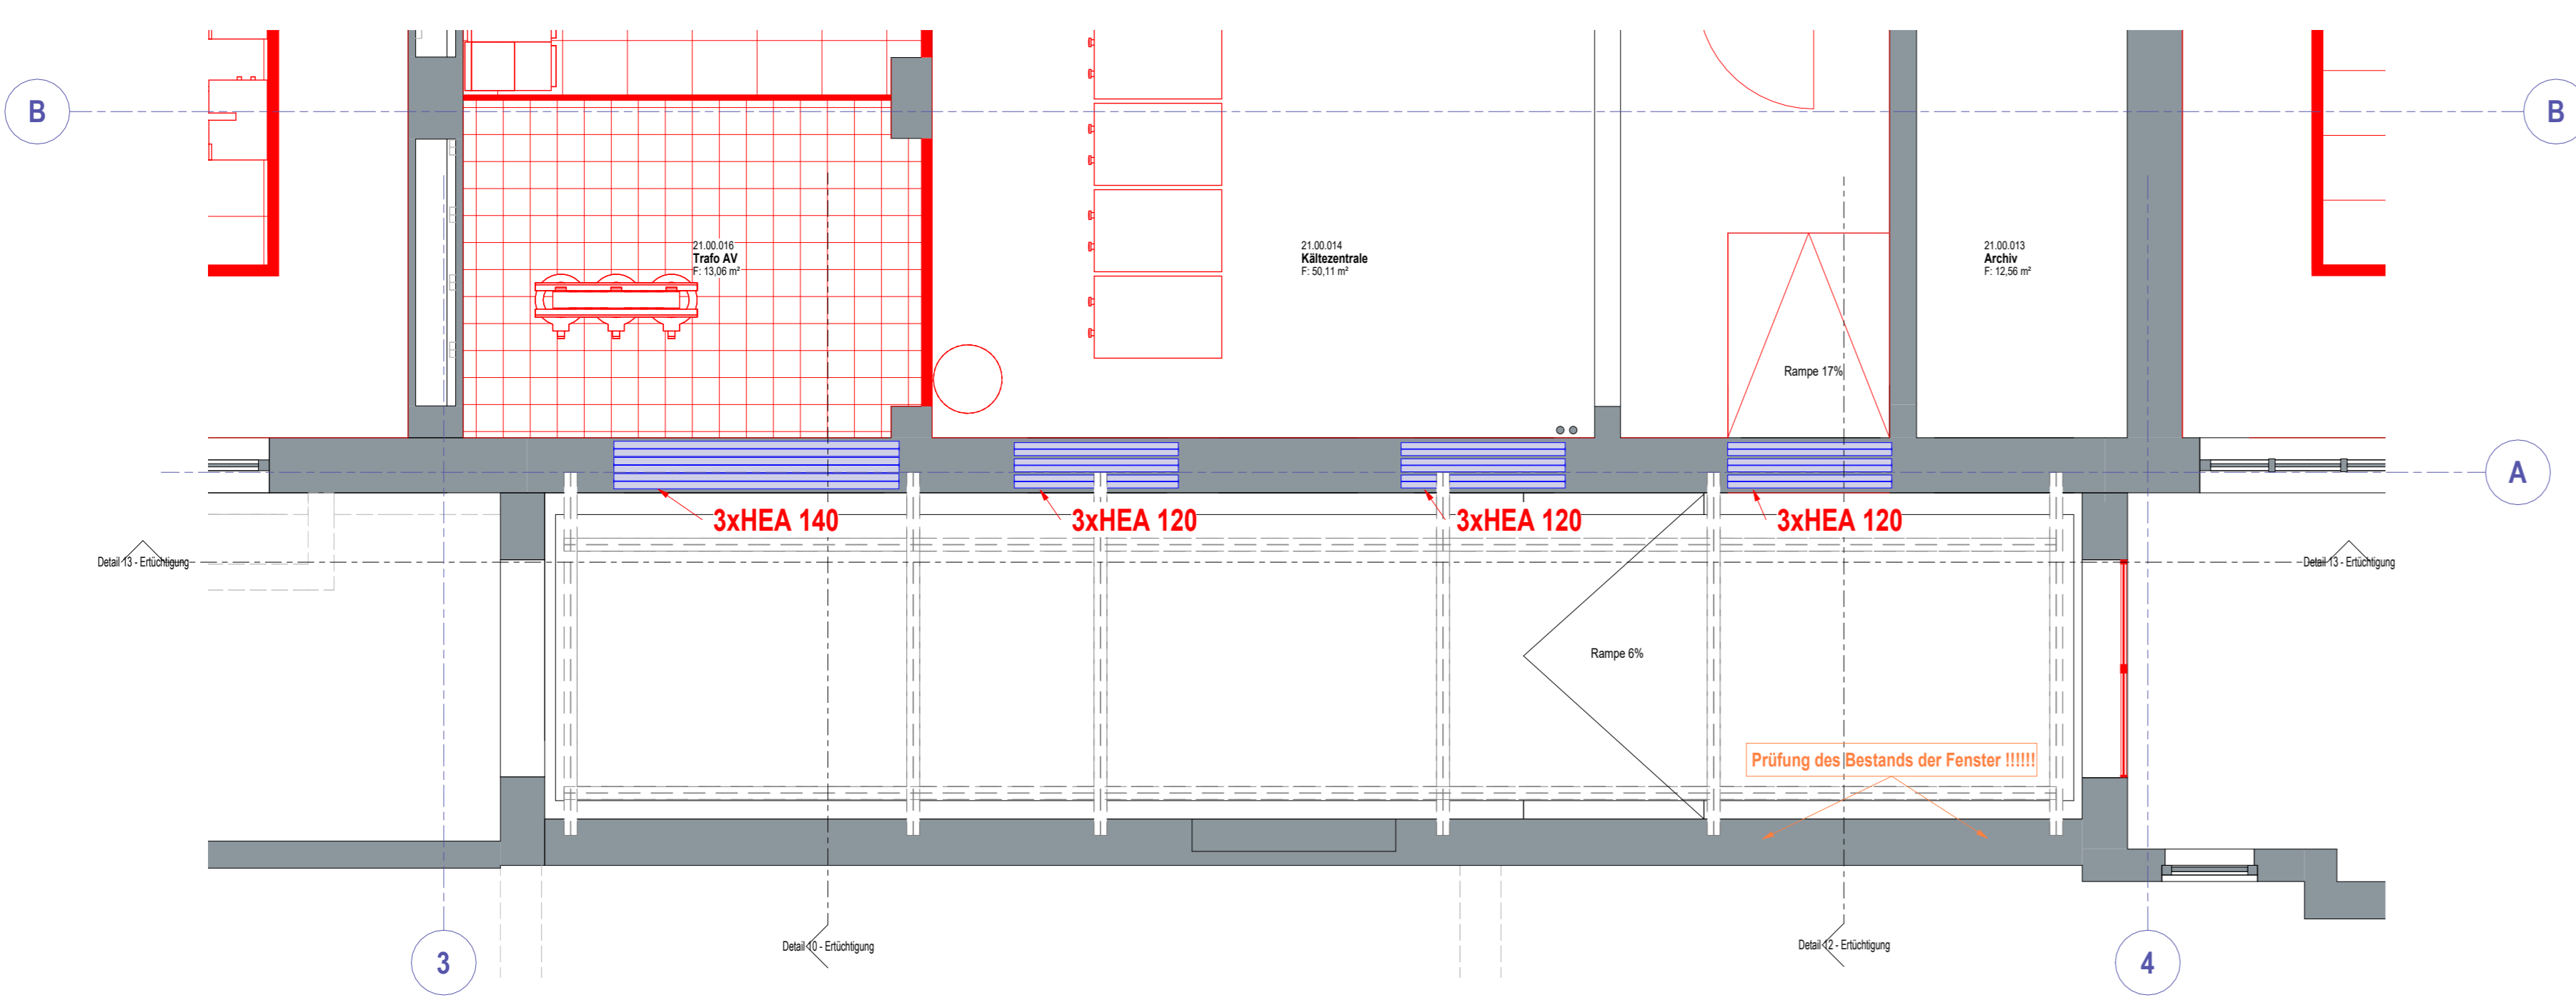 B
B
21.00.016
Trafo AV
F: 13,06 m²
21.00.014
Kältezentrale
F: 50,11 m²
21.00.013
Archiv
F: 12,56 m²
Rampe 17%
A
3xHEA 140
3xHEA 120
3xHEA 120
3xHEA 120
Detail 13 - Ertüchtigung
Detail 13 - Ertüchtigung
Rampe 6%
Prüfung des Bestands der Fenster !!!!!!
Detail 10 - Ertüchtigung
Detail 12 - Ertüchtigung
3
4